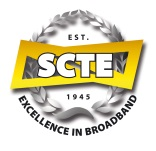 EST.
SCTE
1945
EXCELLENCE IN BROADBAND